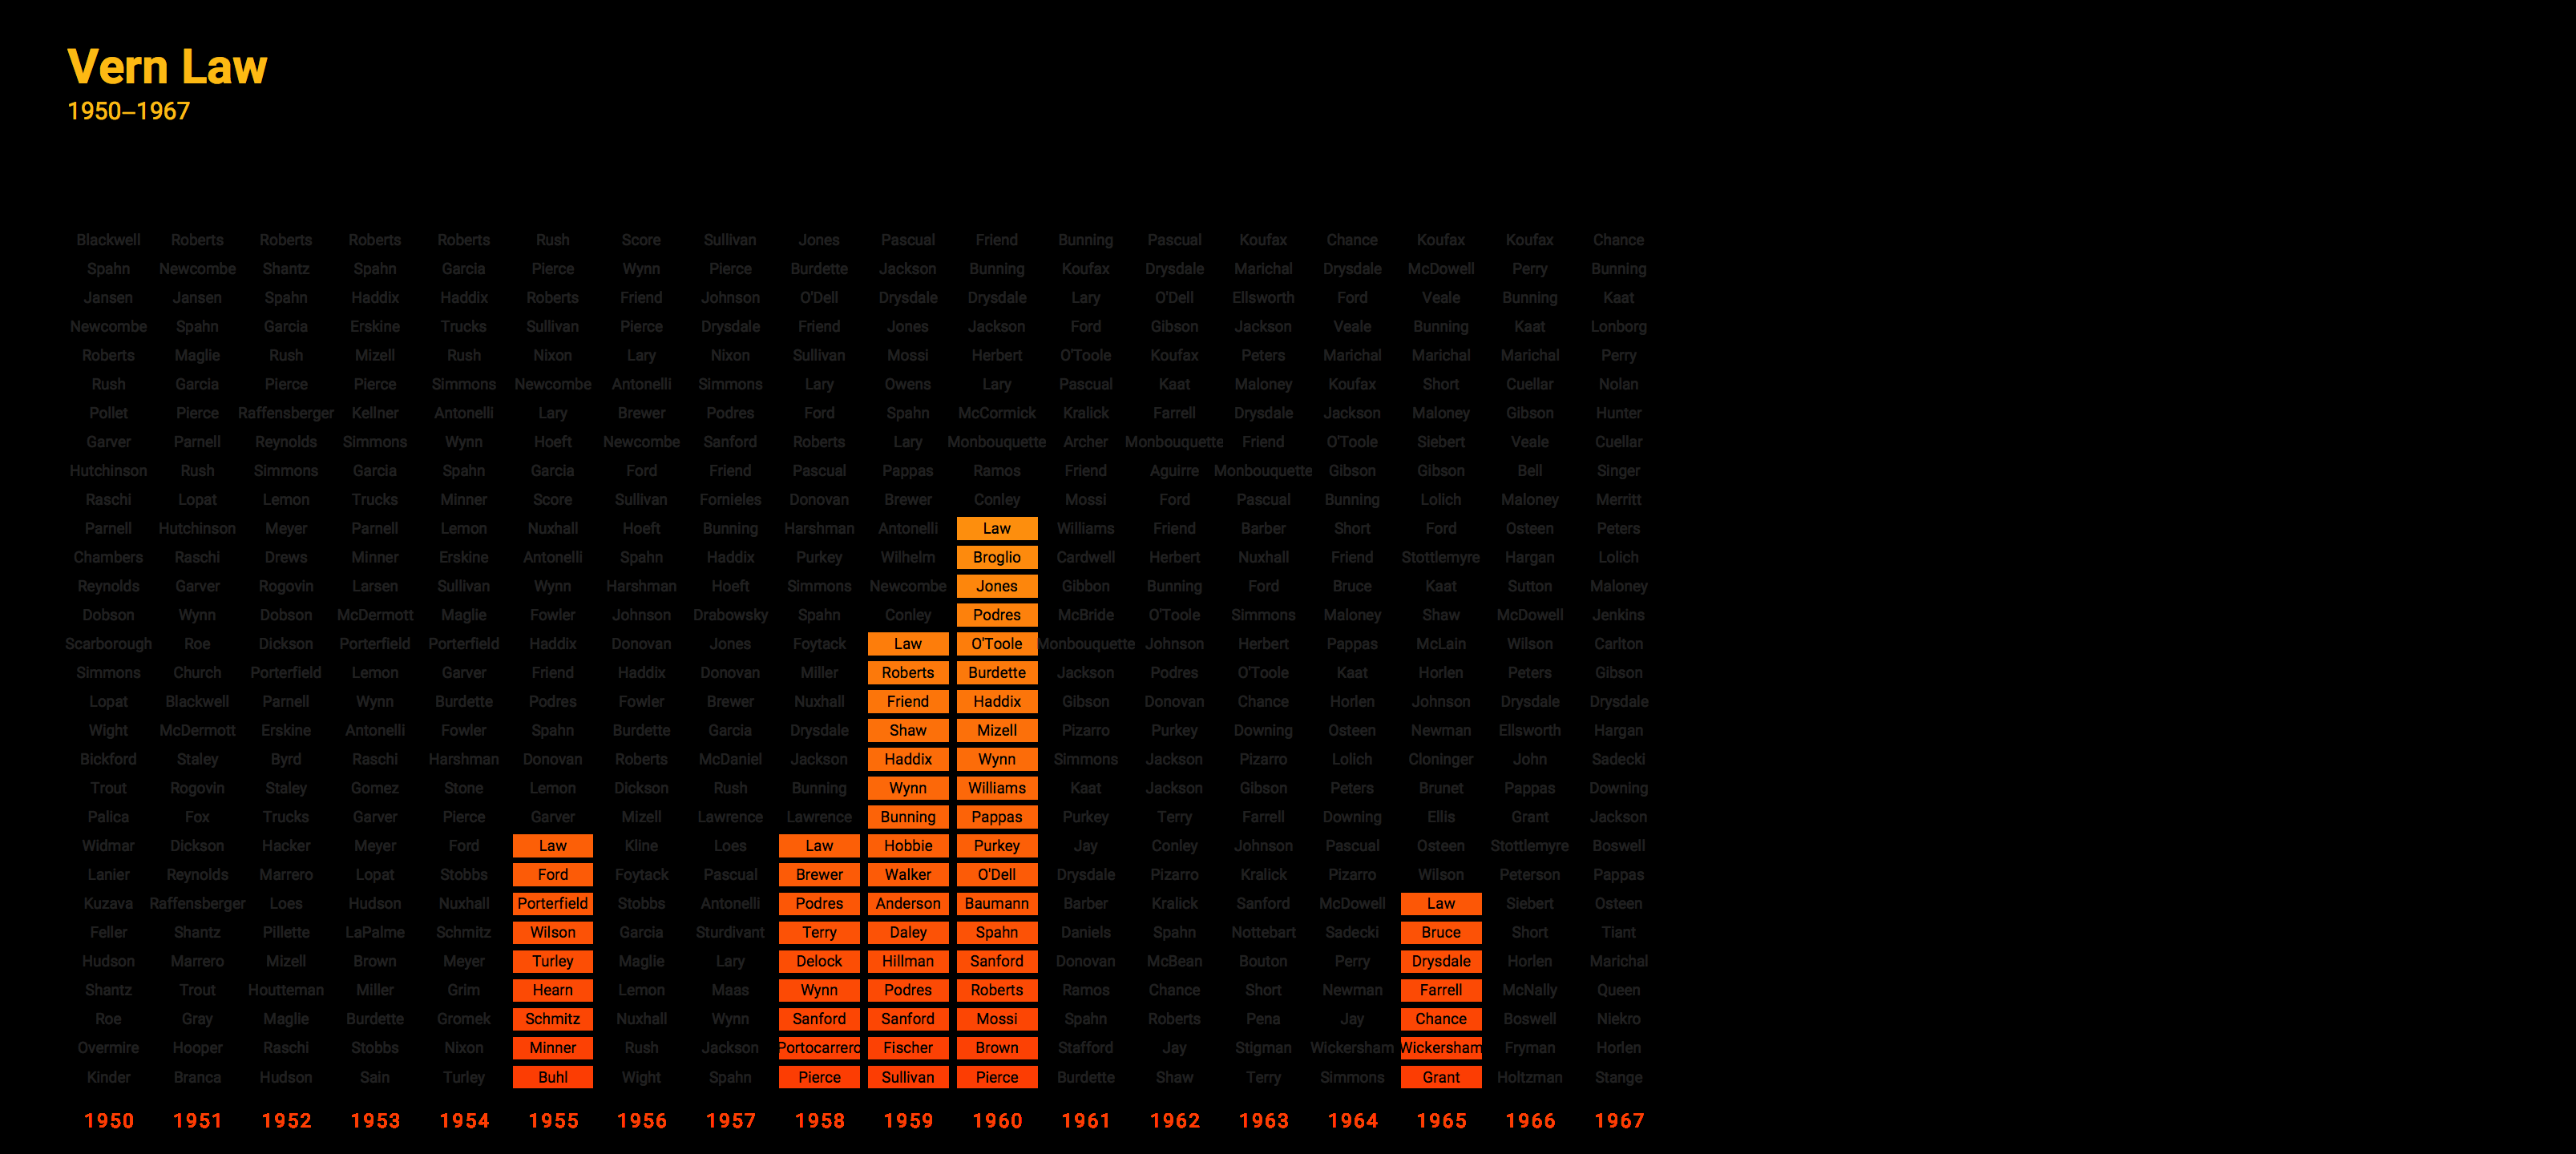 Vern Law
1950–1967
Blackwell Roberts Roberts Roberts Roberts Rush Score Sullivan Jones Pascual Friend Bunning Pascual Koufax Chance Koufax Koufax Chance
Spahn Newcombe Shantz Spahn Garcia Pierce Wynn Pierce Burdette Jackson Bunning Koufax Drysdale Marichal Drysdale McDowell Perry Bunning
Jansen Jansen Spahn Haddix Haddix Roberts Friend Johnson O'Dell Drysdale Drysdale Lary O'Dell Ellsworth Ford Veale Bunning Kaat
Newcombe Spahn Garcia Erskine Trucks Sullivan Pierce Drysdale Friend Jones Jackson Ford Gibson Jackson Veale Bunning Kaat Lonborg
Roberts Maglie Rush Mizell Rush Nixon Lary Nixon Sullivan Mossi Herbert O'Toole Koufax Peters Marichal Marichal Marichal Perry
Rush Garcia Pierce Pierce Simmons Newcombe Antonelli Simmons Lary Owens Lary Pascual Kaat Maloney Koufax Short Cuellar Nolan
Pollet Pierce Raffensberger Kellner Antonelli Lary Brewer Podres Ford Spahn McCormick Kralick Farrell Drysdale Jackson Maloney Gibson Hunter
Garver Parnell Reynolds Simmons Wynn Hoeft Newcombe Sanford Roberts Lary Monbouquette Archer Monbouquette Friend O'Toole Siebert Veale Cuellar
Hutchinson Rush Simmons Garcia Spahn Garcia Ford Friend Pascual Pappas Ramos Friend Aguirre Monbouquette Gibson Gibson Bell Singer
Raschi Lopat Lemon Trucks Minner Score Sullivan Fornieles Donovan Brewer Conley Mossi Ford Pascual Bunning Lolich Maloney Merritt
Parnell Hutchinson Meyer Parnell Lemon Nuxhall Hoeft Bunning Harshman Antonelli Law Williams Friend Barber Short Ford Osteen Peters
Chambers Raschi Drews Minner Erskine Antonelli Spahn Haddix Purkey Wilhelm Broglio Cardwell Herbert Nuxhall Friend Stottlemyre Hargan Lolich
Reynolds Garver Rogovin Larsen Sullivan Wynn Harshman Hoeft Simmons Newcombe Jones Gibbon Bunning Ford Bruce Kaat Sutton Maloney
Dobson Wynn Dobson McDermott Maglie Fowler Johnson Drabowsky Spahn Conley Podres McBride O'Toole Simmons Maloney Shaw McDowell Jenkins
Scarborough Roe Dickson Porterfield Porterfield Haddix Donovan Jones Foytack Law O'Toole Monbouquette Johnson Herbert Pappas McLain Wilson Carlton
Simmons Church Porterfield Lemon Garver Friend Haddix Donovan Miller Roberts Burdette Jackson Podres O'Toole Kaat Horlen Peters Gibson
Lopat Blackwell Parnell Wynn Burdette Podres Fowler Brewer Nuxhall Friend Haddix Gibson Donovan Chance Horlen Johnson Drysdale Drysdale
Wight McDermott Erskine Antonelli Fowler Spahn Burdette Garcia Drysdale Shaw Mizell Pizarro Purkey Downing Osteen Newman Ellsworth Hargan
Bickford Staley Byrd Raschi Harshman Donovan Roberts McDaniel Jackson Haddix Wynn Simmons Jackson Pizarro Lolich Cloninger John Sadecki
Trout Rogovin Staley Gomez Stone Lemon Dickson Rush Bunning Wynn Williams Kaat Jackson Gibson Peters Brunet Pappas Downing
Palica Fox Trucks Garver Pierce Garver Mizell Lawrence Lawrence Bunning Pappas Purkey Terry Farrell Downing Ellis Grant Jackson
Widmar Dickson Hacker Meyer Ford Law Kline Loes Law Hobbie Purkey Jay Conley Johnson Pascual Osteen Stottlemyre Boswell
Lanier Reynolds Marrero Lopat Stobbs Ford Foytack Pascual Brewer Walker O'Dell Drysdale Pizarro Kralick Pizarro Wilson Peterson Pappas
Kuzava Raffensberger Loes Hudson Nuxhall Porterfield Stobbs Antonelli Podres Anderson Baumann Barber Kralick Sanford McDowell Law Siebert Osteen
Feller Shantz Pillette LaPalme Schmitz Wilson Garcia Sturdivant Terry Daley Spahn Daniels Spahn Nottebart Sadecki Bruce Short Tiant
Hudson Marrero Mizell Brown Meyer Turley Maglie Lary Delock Hillman Sanford Donovan McBean Bouton Perry Drysdale Horlen Marichal
Shantz Trout Houtteman Miller Grim Hearn Lemon Maas Wynn Podres Roberts Ramos Chance Short Newman Farrell McNally Queen
Roe Gray Maglie Burdette Gromek Schmitz Nuxhall Wynn Sanford Sanford Mossi Spahn Roberts Pena Jay Chance Boswell Niekro
Overmire Hooper Raschi Stobbs Nixon Minner Rush Jackson Portocarrero Fischer Brown Stafford Jay Stigman Wickersham Wickersham Fryman Horlen
Kinder Branca Hudson Sain Turley Buhl Wight Spahn Pierce Sullivan Pierce Burdette Shaw Terry Simmons Grant Holtzman Stange
1950 1951 1952 1953 1954 1955 1956 1957 1958 1959 1960 1961 1962 1963 1964 1965 1966 1967